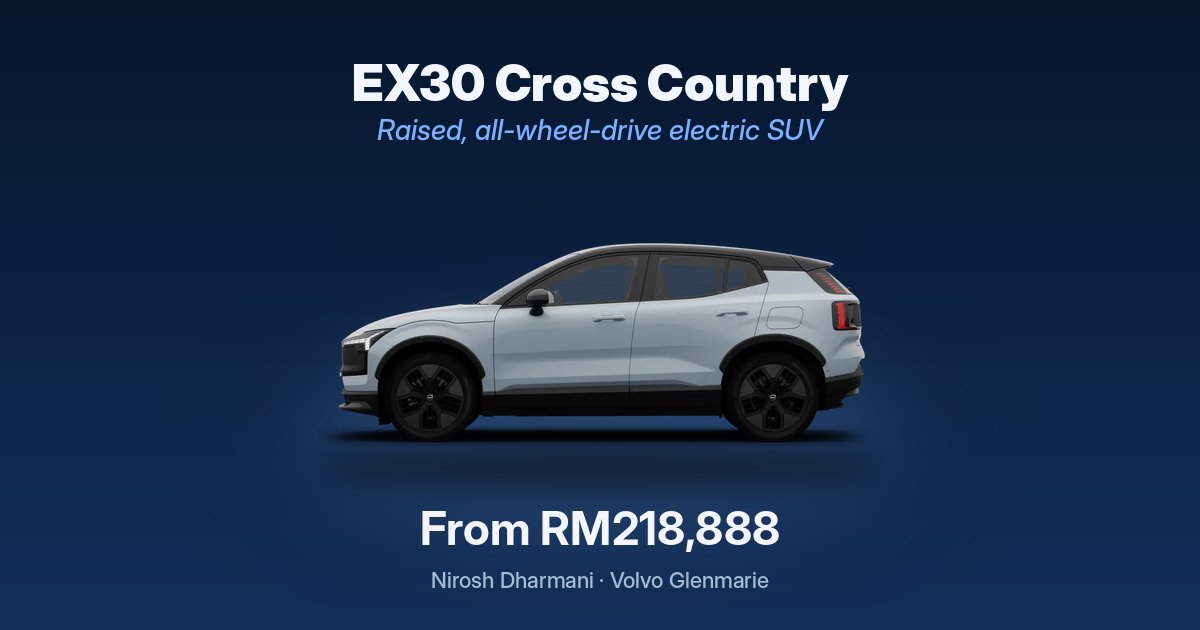 EX30 Cross Country
Raised, all-wheel-drive electric SUV
From RM218,888
Nirosh Dharmani · Volvo Glenmarie